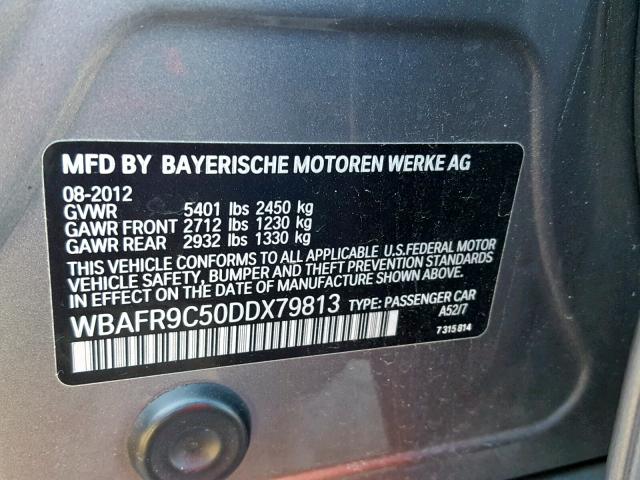 MFD BY BAYERISCHE MOTOREN WERKE AG
08-2012
GVWR 5401 lbs 2450 kg
GAWR FRONT 2712 lbs 1230 kg
GAWR REAR 2932 lbs 1330 kg
THIS VEHICLE CONFORMS TO ALL APPLICABLE U.S.FEDERAL MOTOR
VEHICLE SAFETY, BUMPER AND THEFT PREVENTION STANDARDS
IN EFFECT ON THE DATE OF MANUFACTURE SHOWN ABOVE.
WBAFR9C50DDX79813 TYPE: PASSENGER CAR
A52/7
7 315 814